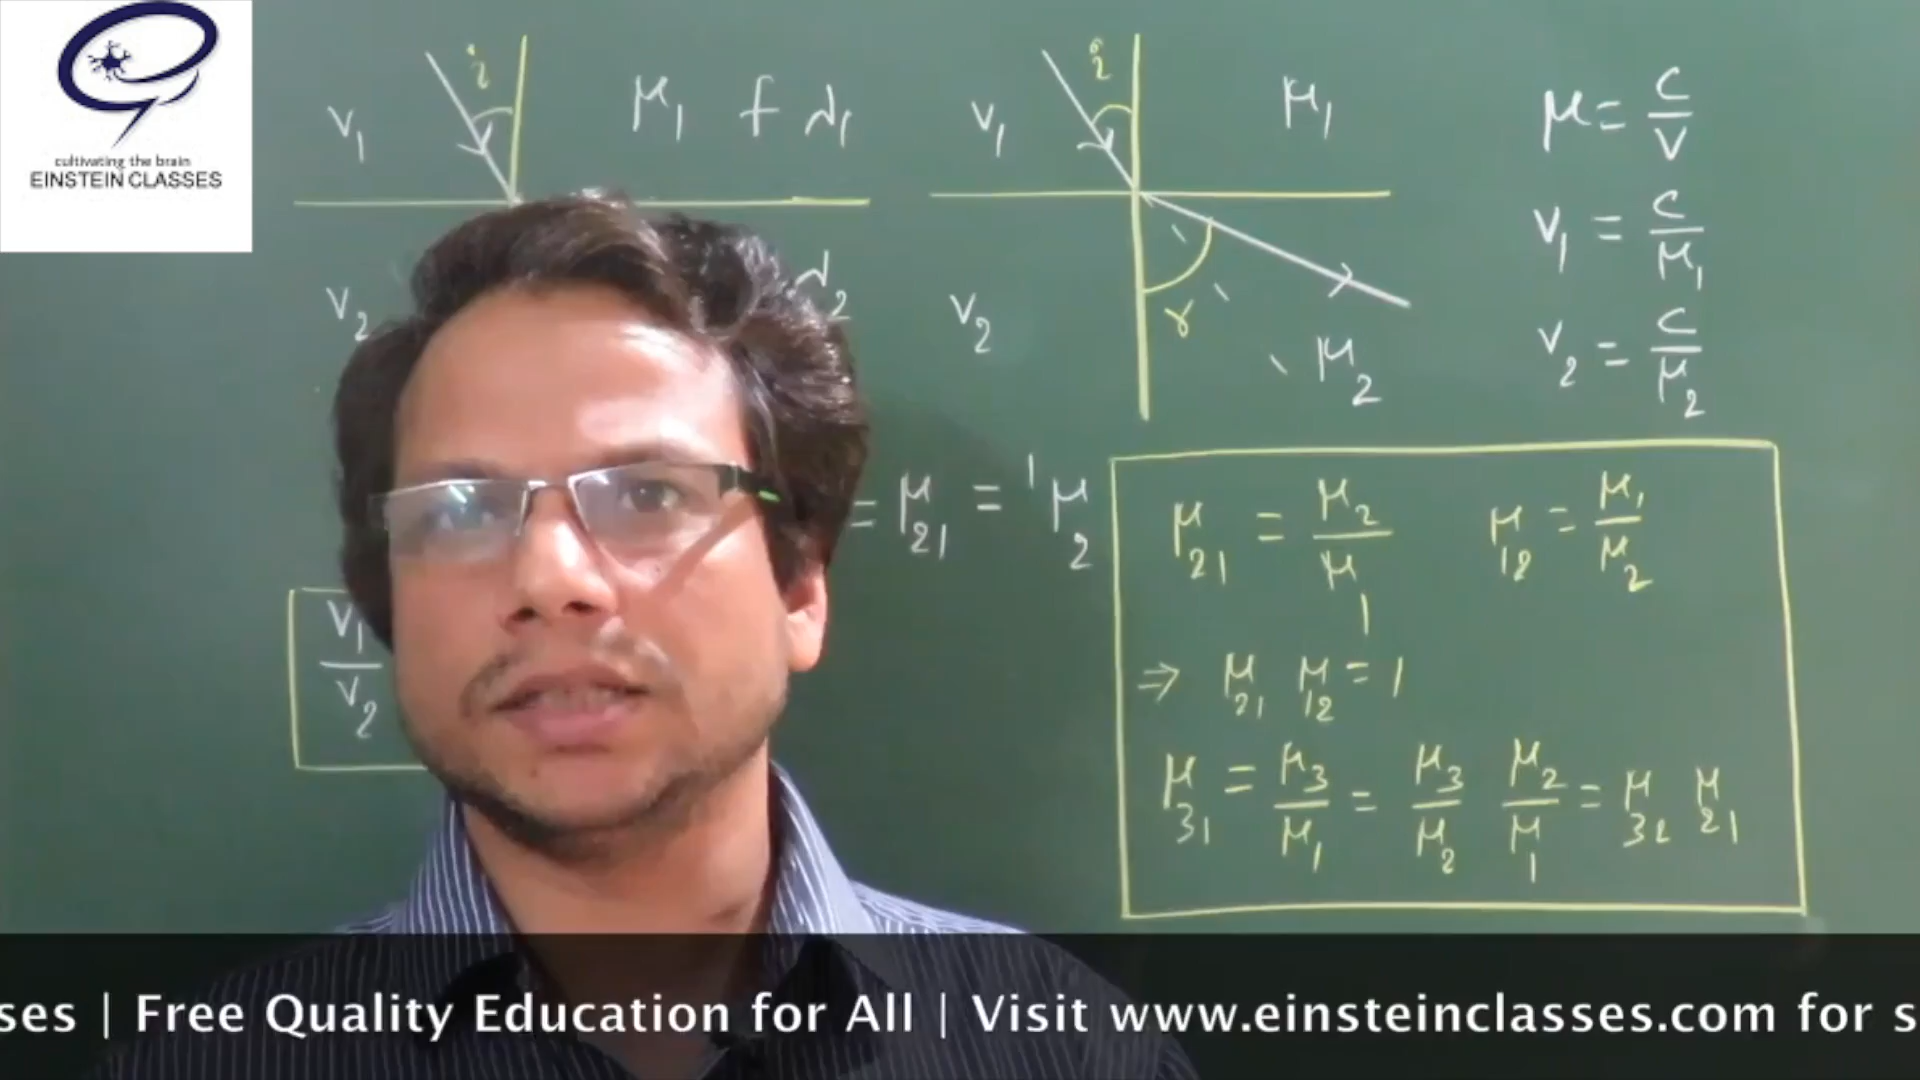 cultivating the brain
EINSTEIN CLASSES
v₁ i μ₁ f λ₁
v₂ λ₂
v₁ i μ₁
v₂ r μ₂
μ = c/v
v₁ = c/μ₁
v₂ = c/μ₂
= μ₂₁ = ¹μ₂
v₁/v₂
μ₂₁ = μ₂/μ₁ μ₁₂ = μ₁/μ₂
⇒ μ₂₁ μ₁₂ = 1
μ₃₁ = μ₃/μ₁ = μ₃/μ₂ μ₂/μ₁ = μ₃₂ μ₂₁
ses | Free Quality Education for All | Visit www.einsteinclasses.com for s